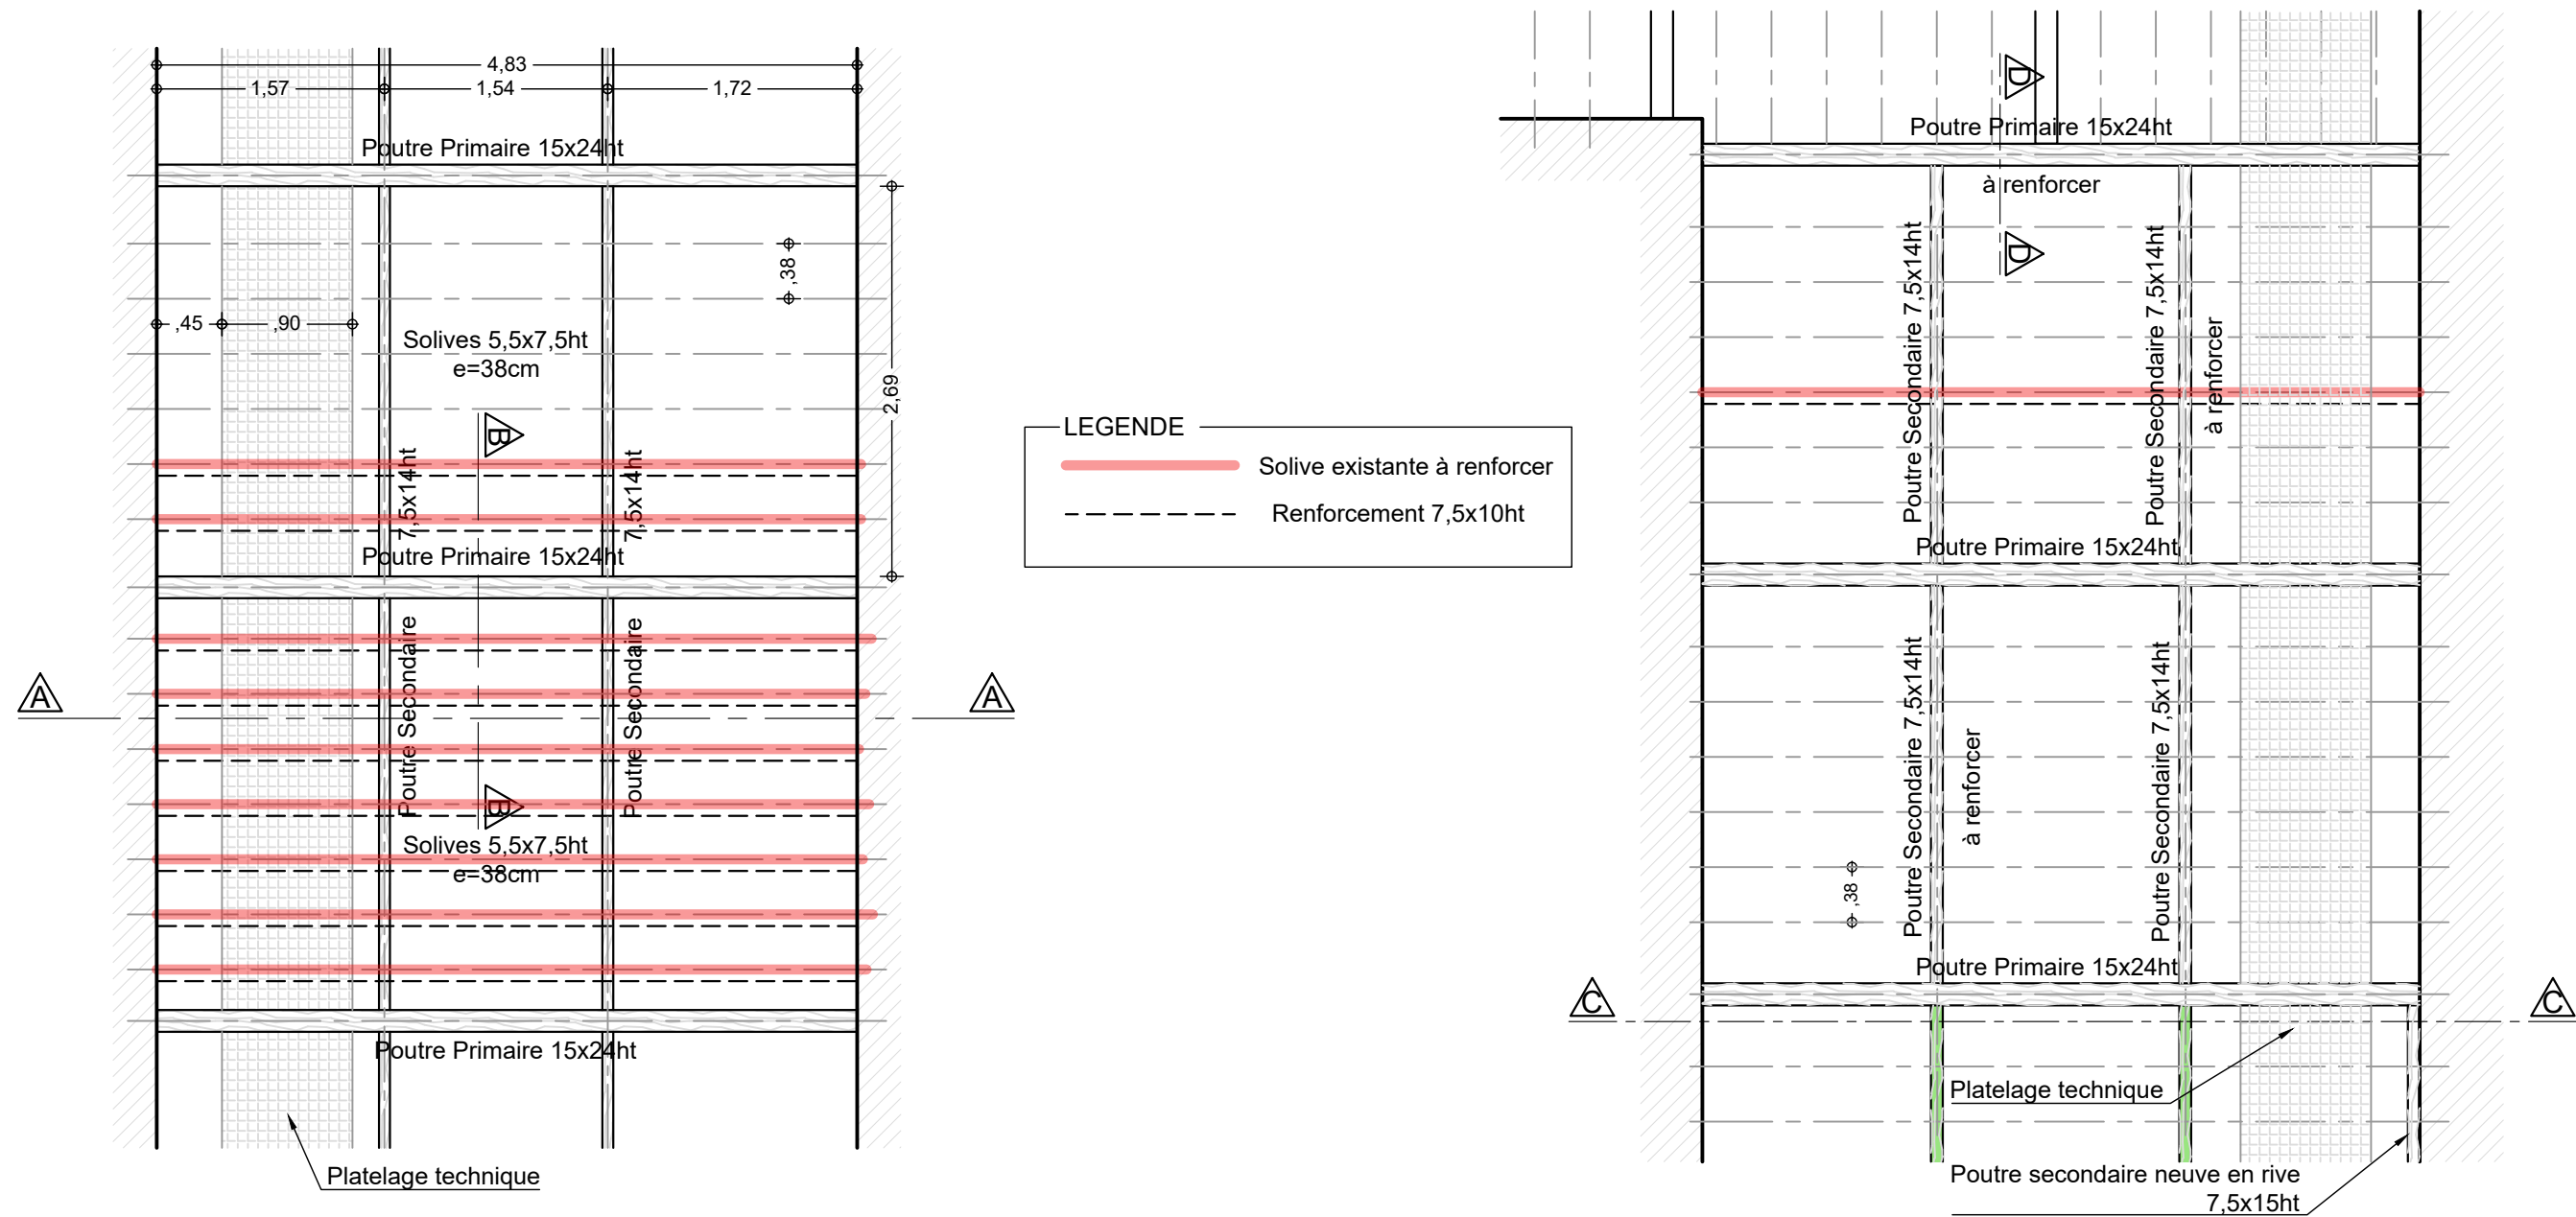 4,83
1,57
1,54
1,72
Poutre Primaire 15x24ht
,38
,45
,90
Solives 5,5x7,5ht
e=38cm
2,69
B
7,5x14ht
7,5x14ht
Poutre Primaire 15x24ht
Poutre Secondaire
Poutre Secondaire
A
A
B
Solives 5,5x7,5ht
e=38cm
Poutre Primaire 15x24ht
Platelage technique
LEGENDE
Solive existante à renforcer
Renforcement 7,5x10ht
D
Poutre Primaire 15x24ht
à renforcer
D
Poutre Secondaire 7,5x14ht
Poutre Secondaire 7,5x14ht
à renforcer
Poutre Primaire 15x24ht
Poutre Secondaire 7,5x14ht
à renforcer
Poutre Secondaire 7,5x14ht
,38
Poutre Primaire 15x24ht
C
C
Platelage technique
Poutre secondaire neuve en rive
7,5x15ht